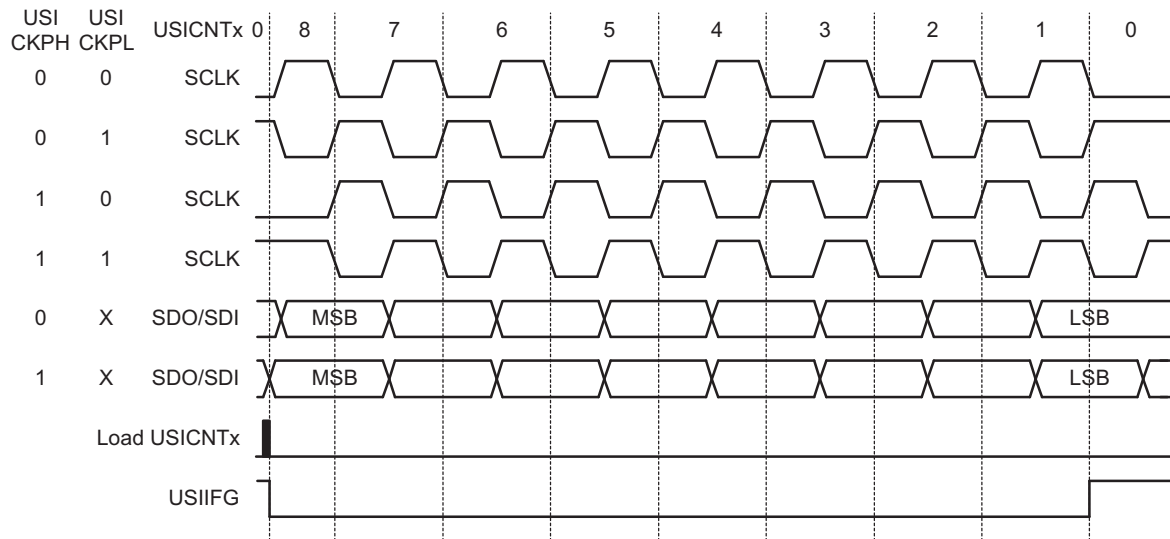 USI USI
CKPH CKPL USICNTx 0 8 7 6 5 4 3 2 1 0
0 0 SCLK
0 1 SCLK
1 0 SCLK
1 1 SCLK
0 X SDO/SDI MSB LSB
1 X SDO/SDI MSB LSB
Load USICNTx
USIIFG